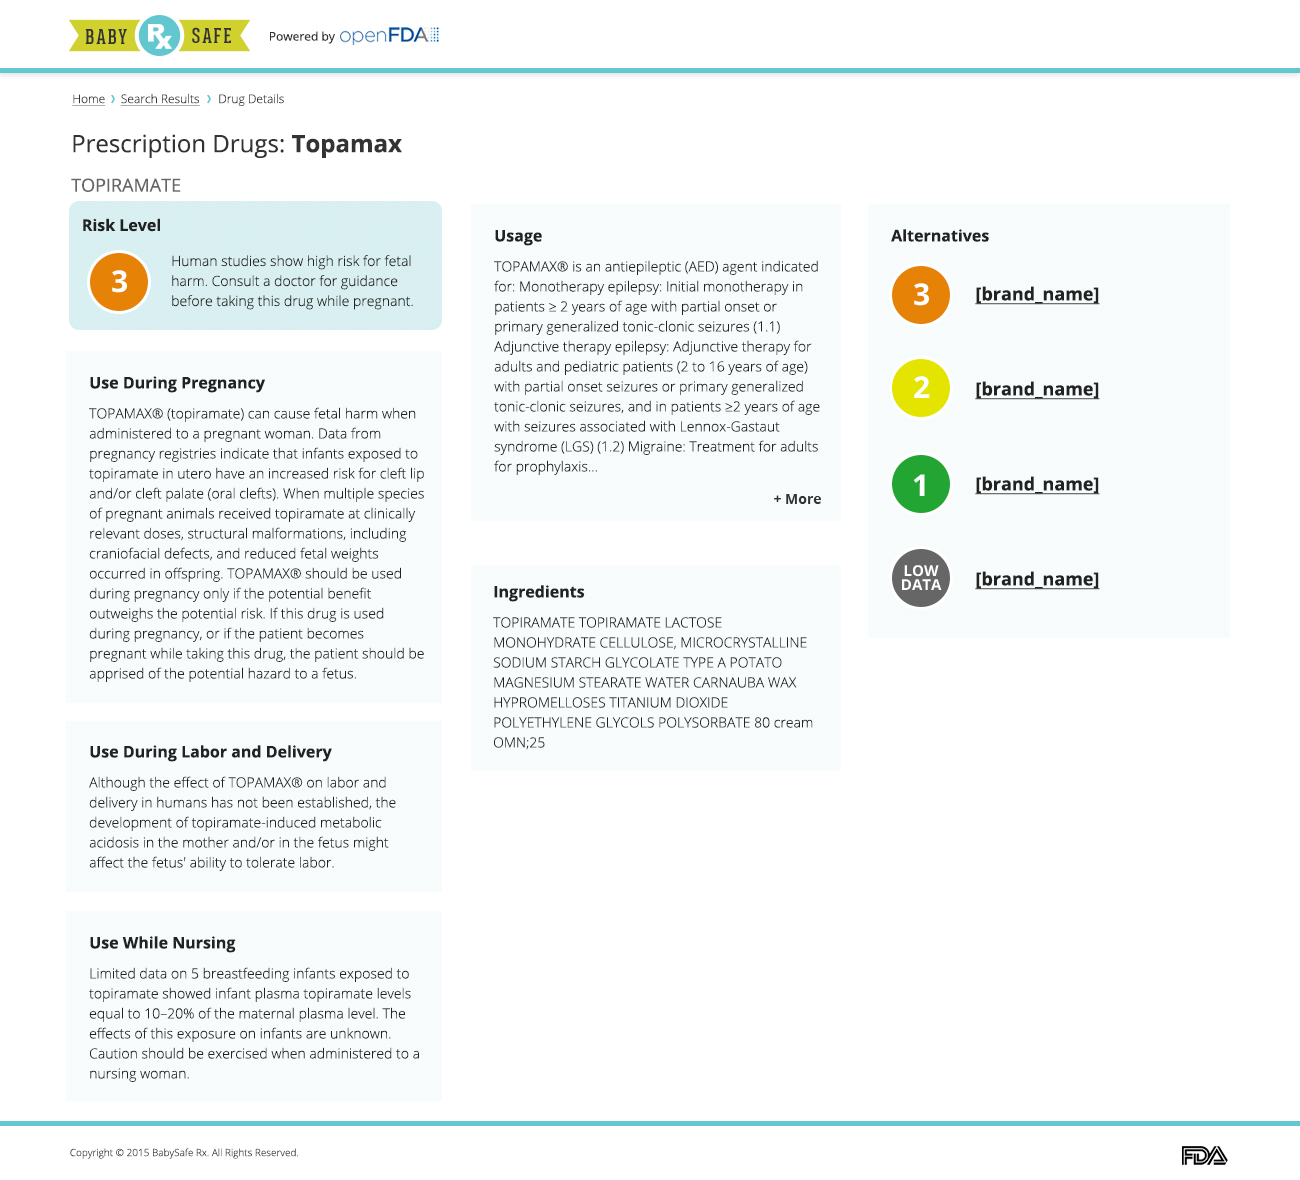 BABY Rx SAFE
Powered by openFDA
Home › Search Results › Drug Details
Prescription Drugs: Topamax
TOPIRAMATE
Risk Level
3
Human studies show high risk for fetal
harm. Consult a doctor for guidance
before taking this drug while pregnant.
Use During Pregnancy
TOPAMAX® (topiramate) can cause fetal harm when
administered to a pregnant woman. Data from
pregnancy registries indicate that infants exposed to
topiramate in utero have an increased risk for cleft lip
and/or cleft palate (oral clefts). When multiple species
of pregnant animals received topiramate at clinically
relevant doses, structural malformations, including
craniofacial defects, and reduced fetal weights
occurred in offspring. TOPAMAX® should be used
during pregnancy only if the potential benefit
outweighs the potential risk. If this drug is used
during pregnancy, or if the patient becomes
pregnant while taking this drug, the patient should be
apprised of the potential hazard to a fetus.
Use During Labor and Delivery
Although the effect of TOPAMAX® on labor and
delivery in humans has not been established, the
development of topiramate-induced metabolic
acidosis in the mother and/or in the fetus might
affect the fetus' ability to tolerate labor.
Use While Nursing
Limited data on 5 breastfeeding infants exposed to
topiramate showed infant plasma topiramate levels
equal to 10–20% of the maternal plasma level. The
effects of this exposure on infants are unknown.
Caution should be exercised when administered to a
nursing woman.
Usage
TOPAMAX® is an antiepileptic (AED) agent indicated
for: Monotherapy epilepsy: Initial monotherapy in
patients ≥ 2 years of age with partial onset or
primary generalized tonic-clonic seizures (1.1)
Adjunctive therapy epilepsy: Adjunctive therapy for
adults and pediatric patients (2 to 16 years of age)
with partial onset seizures or primary generalized
tonic-clonic seizures, and in patients ≥2 years of age
with seizures associated with Lennox-Gastaut
syndrome (LGS) (1.2) Migraine: Treatment for adults
for prophylaxis...
+ More
Ingredients
TOPIRAMATE TOPIRAMATE LACTOSE
MONOHYDRATE CELLULOSE, MICROCRYSTALLINE
SODIUM STARCH GLYCOLATE TYPE A POTATO
MAGNESIUM STEARATE WATER CARNAUBA WAX
HYPROMELLOSES TITANIUM DIOXIDE
POLYETHYLENE GLYCOLS POLYSORBATE 80 cream
OMN;25
Alternatives
3 [brand_name]
2 [brand_name]
1 [brand_name]
LOW
DATA
[brand_name]
Copyright © 2015 BabySafe Rx. All Rights Reserved.
FDA